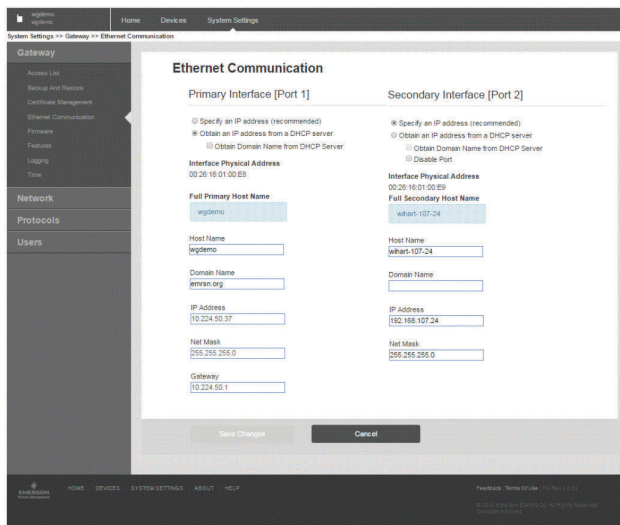 wgdemo
wgdemo
Home
Devices
System Settings
System Settings >> Gateway >> Ethernet Communication
Gateway
Access List
Backup And Restore
Certificate Management
Ethernet Communication
Firmware
Features
Logging
Time
Network
Protocols
Users
Ethernet Communication
Primary Interface [Port 1]
Specify an IP address (recommended)
Obtain an IP address from a DHCP server
Obtain Domain Name from DHCP Server
Interface Physical Address
00:26:16:01:00:E8
Full Primary Host Name
wgdemo
Host Name
wgdemo
Domain Name
emrsn.org
IP Address
10.224.50.37
Net Mask
255.255.255.0
Gateway
10.224.50.1
Secondary Interface [Port 2]
Specify an IP address (recommended)
Obtain an IP address from a DHCP server
Obtain Domain Name from DHCP Server
Disable Port
Interface Physical Address
00:26:16:01:00:E9
Full Secondary Host Name
wihart-107-24
Host Name
wihart-107-24
Domain Name
IP Address
192.168.107.24
Net Mask
255.255.255.0
Save Changes
Cancel
EMERSON
Process Management
HOME
DEVICES
SYSTEM SETTINGS
ABOUT
HELP
Feedback
Terms Of Use